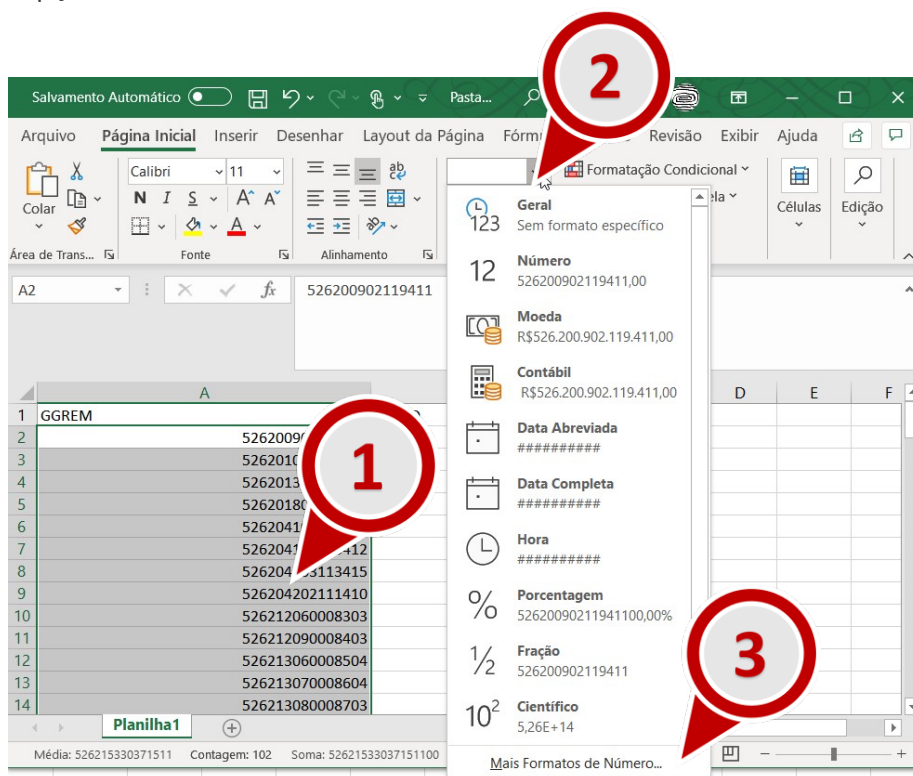 2
Salvamento Automático
Pasta...
Arquivo Página Inicial Inserir Desenhar Layout da Página Revisão Exibir Ajuda
Colar
Calibri 11
N I S A A
ab
Formatação Condicional
Células
Edição
Área de Trans... Fonte Alinhamento
A2 fx 526200902119411
Geral
123 Sem formato específico
12 Número
526200902119411,00
Moeda
R$526.200.902.119.411,00
Contábil
R$526.200.902.119.411,00
Data Abreviada
##########
Data Completa
##########
Hora
##########
% Porcentagem
52620090211941100,00%
1/2 Fração
526200902119411
10² Científico
5,26E+14
Mais Formatos de Número...
A D E F
1 GGREM
2
3
4
5
6
7
8
9 526204202111410
10 526212060008303
11 526212090008403
12 526213060008504
13 526213070008604
14 526213080008703
1
3
Planilha1
Média: 526215330371511 Contagem: 102 Soma: 52621533037151100